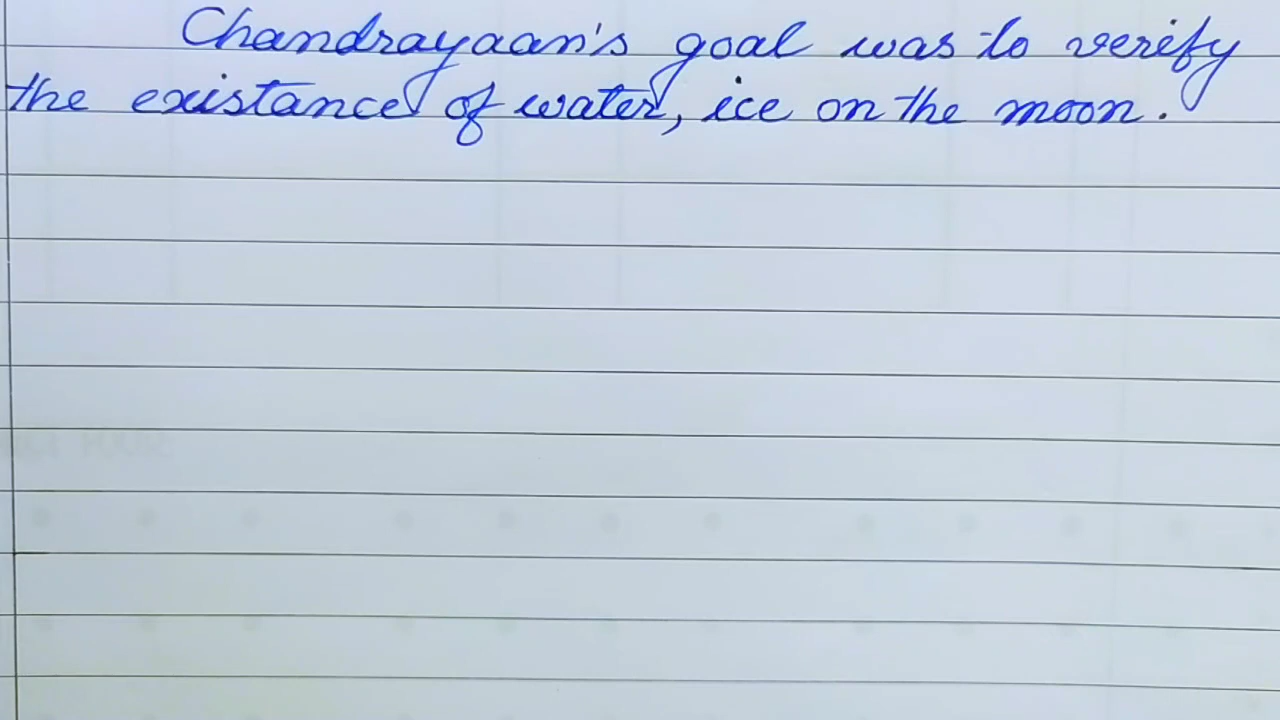 Chandrayaan's goal was to verify
the existance of water, ice on the moon.